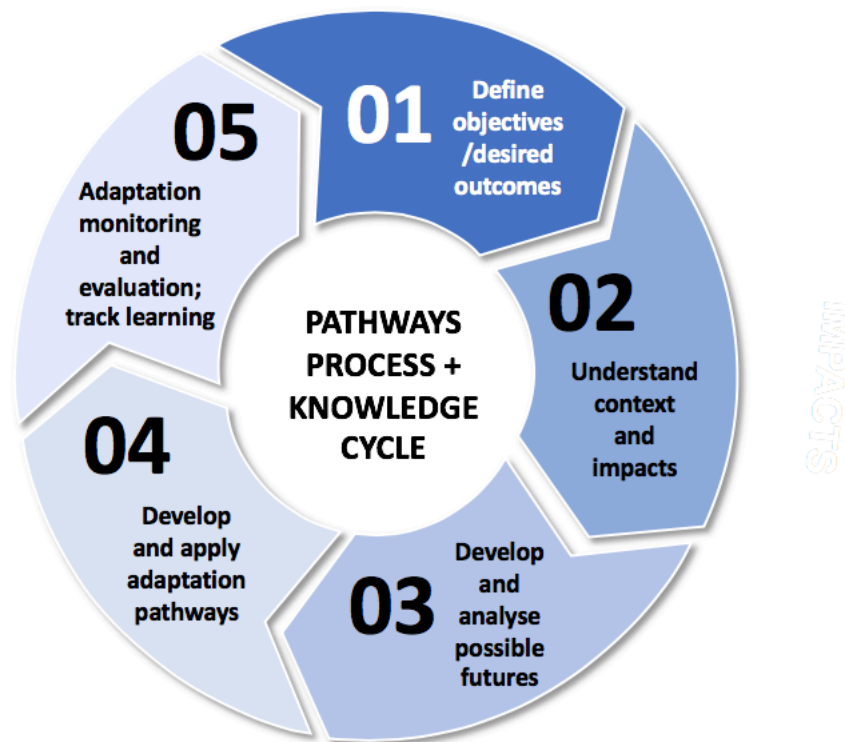 01
Define
objectives
/desired
outcomes
02
Understand
context
and
impacts
03
Develop
and
analyse
possible
futures
04
Develop
and apply
adaptation
pathways
05
Adaptation
monitoring
and
evaluation;
track learning
PATHWAYS
PROCESS +
KNOWLEDGE
CYCLE
IMPACTS